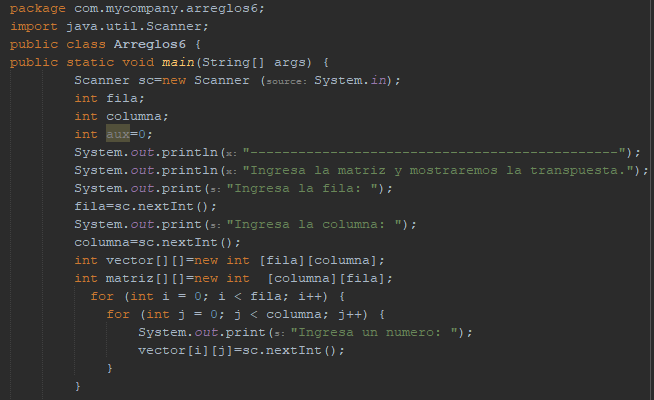 package com.mycompany.arreglos6;
import java.util.Scanner;
public class Arreglos6 {
public static void main(String[] args) {
Scanner sc=new Scanner (source: System.in);
int fila;
int columna;
int aux=0;
System.out.println(x: "----------------------------------------------");
System.out.println(x: "Ingresa la matriz y mostraremos la transpuesta.");
System.out.print(s: "Ingresa la fila: ");
fila=sc.nextInt();
System.out.print(s: "Ingresa la columna: ");
columna=sc.nextInt();
int vector[][]=new int [fila][columna];
int matriz[][]=new int  [columna][fila];
for (int i = 0; i < fila; i++) {
for (int j = 0; j < columna; j++) {
System.out.print(s: "Ingresa un numero: ");
vector[i][j]=sc.nextInt();
}
}